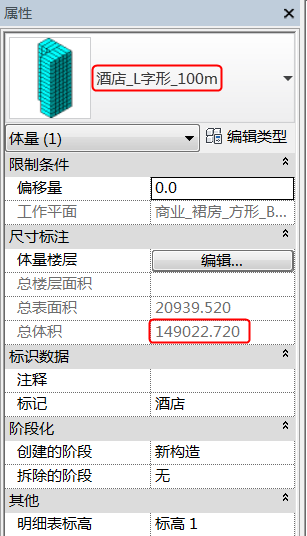 属性
酒店_L字形_100m
体量 (1)
编辑类型
限制条件
偏移量 0.0
工作平面 商业_裙房_方形_B...
尺寸标注
体量楼层 编辑...
总楼层面积
总表面积 20939.520
总体积 149022.720
标识数据
注释
标记 酒店
阶段化
创建的阶段 新构造
拆除的阶段 无
其他
明细表标高 标高 1